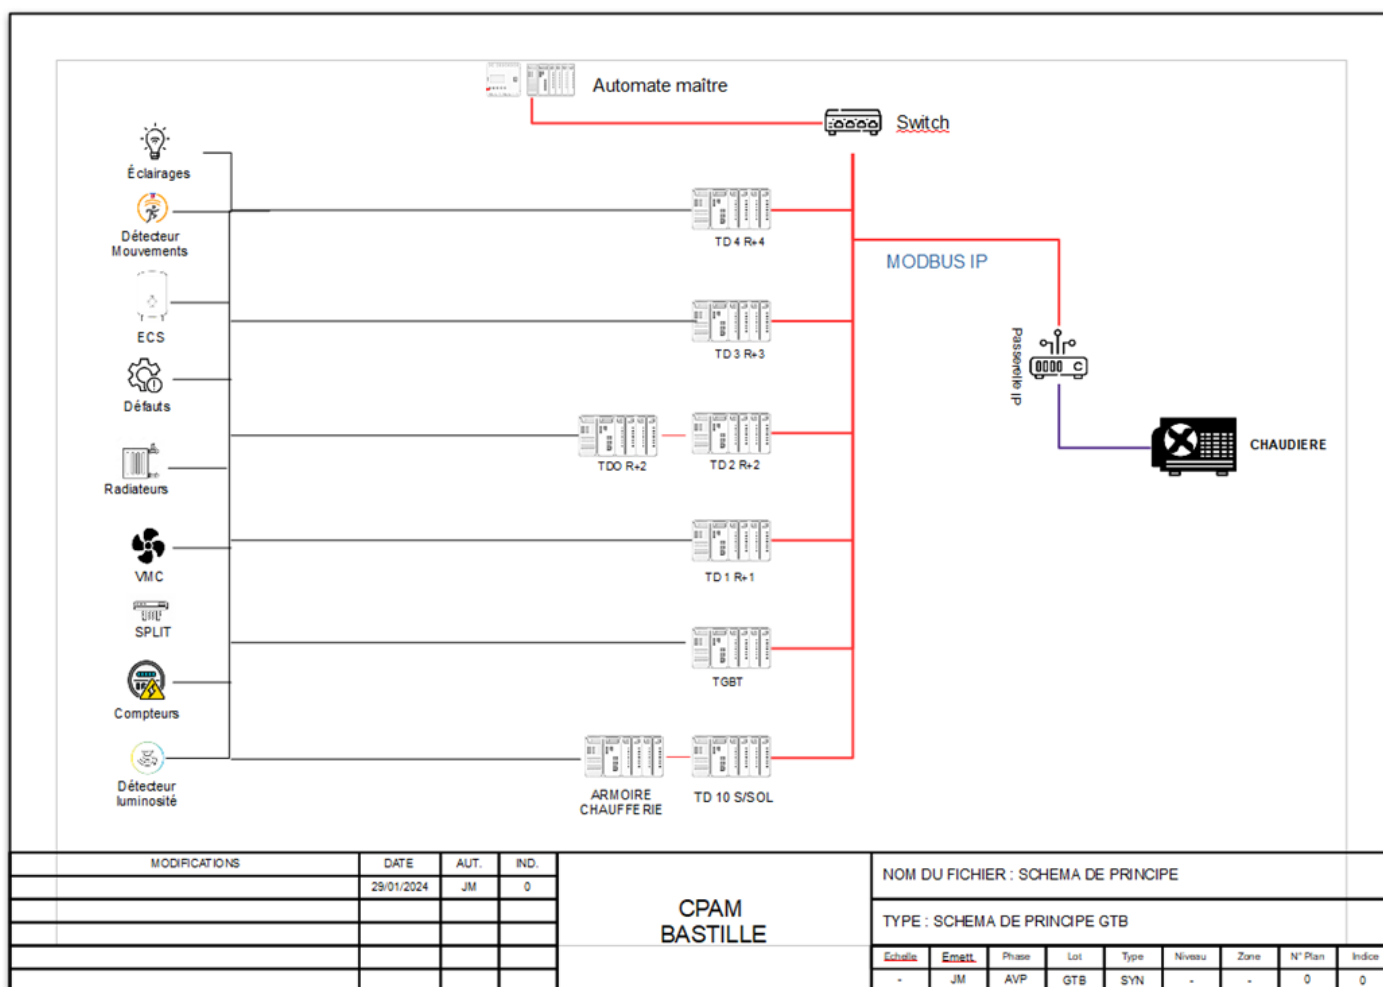 Automate maître
Switch
Éclairages
Détecteur
Mouvements
TD 4 R+4
MODBUS IP
ECS
TD 3 R+3
Passerelle IP
Défauts
TDO R+2
TD 2 R+2
CHAUDIERE
Radiateurs
VMC
TD 1 R+1
SPLIT
TGBT
Compteurs
Détecteur
luminosité
ARMOIRE
CHAUFFERIE
TD 10 S/SOL
MODIFICATIONS DATE AUT. IND.
29/01/2024 JM 0
CPAM
BASTILLE
NOM DU FICHIER : SCHEMA DE PRINCIPE
TYPE : SCHEMA DE PRINCIPE GTB
Echelle Emett. Phase Lot Type Niveau Zone N° Plan Indice
- JM AVP GTB SYN - - 0 0